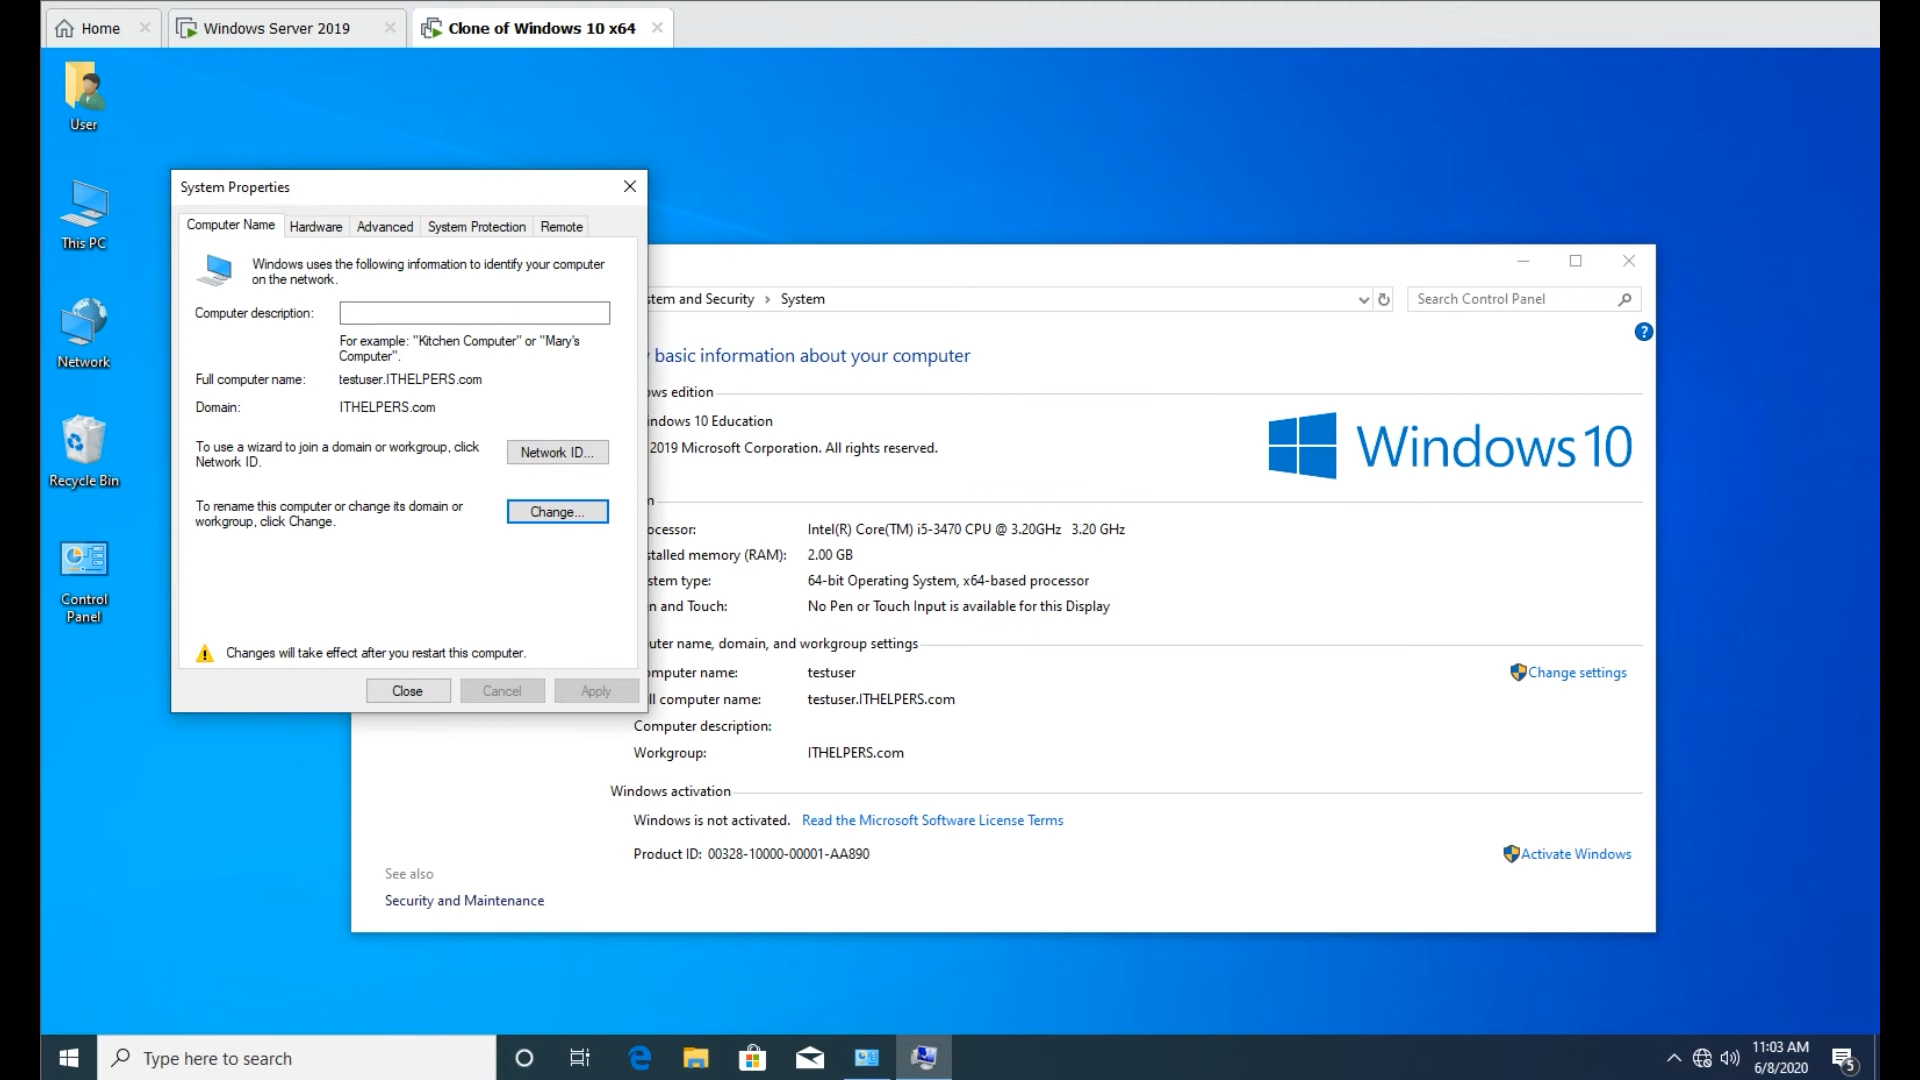 Home
Windows Server 2019
Clone of Windows 10 x64
User
This PC
Network
Recycle Bin
Control
Panel
System Properties
Computer Name
Hardware
Advanced
System Protection
Remote
Windows uses the following information to identify your computer
on the network.
Computer description:
For example: "Kitchen Computer" or "Mary's
Computer".
Full computer name: testuser.ITHELPERS.com
Domain: ITHELPERS.com
To use a wizard to join a domain or workgroup, click
Network ID.
Network ID...
To rename this computer or change its domain or
workgroup, click Change.
Change...
Changes will take effect after you restart this computer.
Close
Cancel
Apply
stem and Security > System
Search Control Panel
?
basic information about your computer
ows edition
indows 10 Education
2019 Microsoft Corporation. All rights reserved.
Windows 10
ocessor: Intel(R) Core(TM) i5-3470 CPU @ 3.20GHz 3.20 GHz
stalled memory (RAM): 2.00 GB
stem type: 64-bit Operating System, x64-based processor
n and Touch: No Pen or Touch Input is available for this Display
uter name, domain, and workgroup settings
omputer name: testuser
Change settings
ll computer name: testuser.ITHELPERS.com
Computer description:
Workgroup: ITHELPERS.com
Windows activation
Windows is not activated. Read the Microsoft Software License Terms
Product ID: 00328-10000-00001-AA890
Activate Windows
See also
Security and Maintenance
Type here to search
11:03 AM
6/8/2020
5